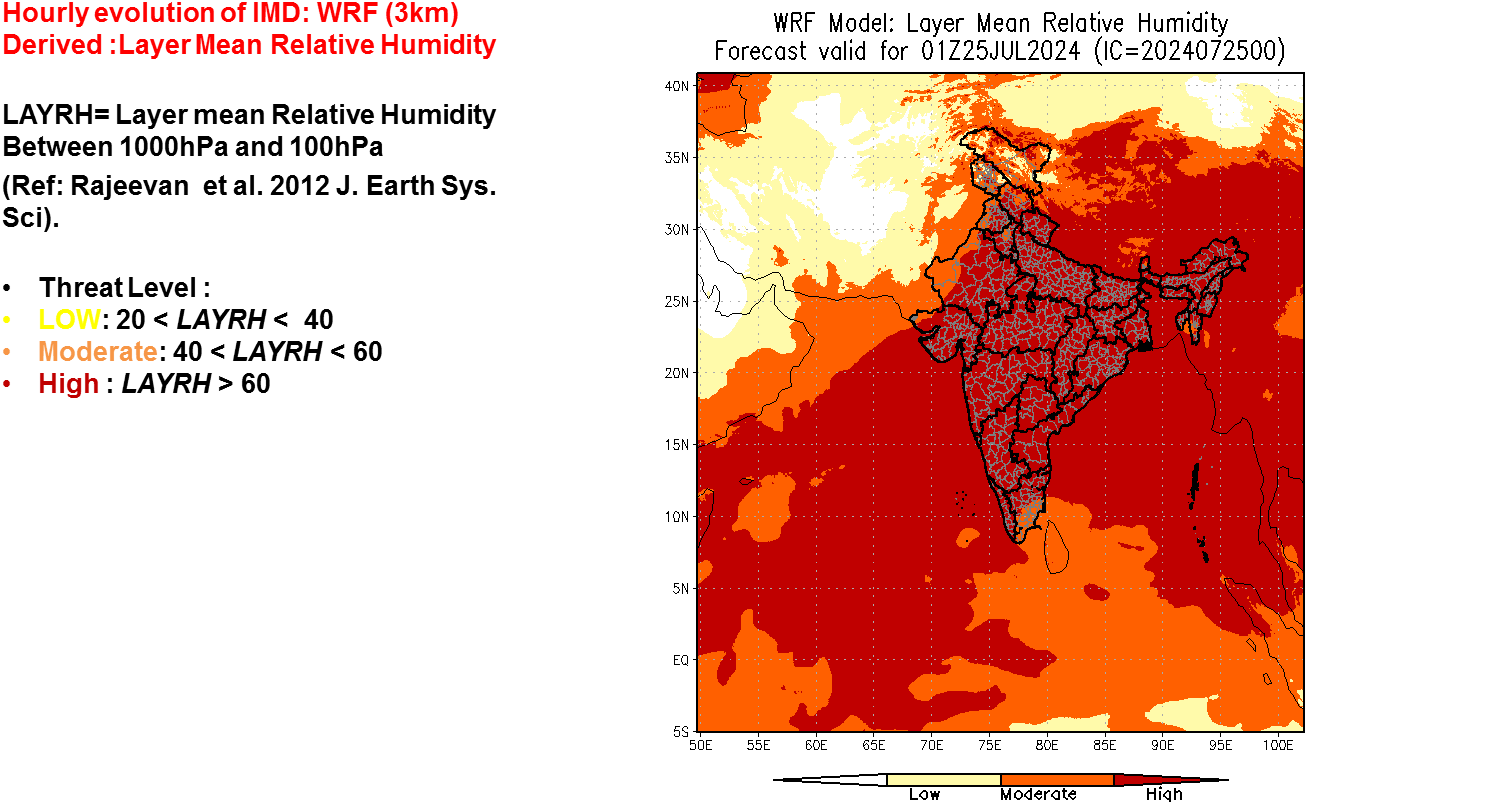 Hourly evolution of IMD: WRF (3km)
Derived :Layer Mean Relative Humidity
LAYRH= Layer mean Relative Humidity
Between 1000hPa and 100hPa
(Ref: Rajeevan et al. 2012 J. Earth Sys.
Sci).
• Threat Level :
• LOW: 20 < LAYRH < 40
• Moderate: 40 < LAYRH < 60
• High : LAYRH > 60
WRF Model: Layer Mean Relative Humidity
Forecast valid for 01Z25JUL2024 (IC=2024072500)
40N
35N
30N
25N
20N
15N
10N
5N
EQ
5S
50E 55E 60E 65E 70E 75E 80E 85E 90E 95E 100E
Low Moderate High